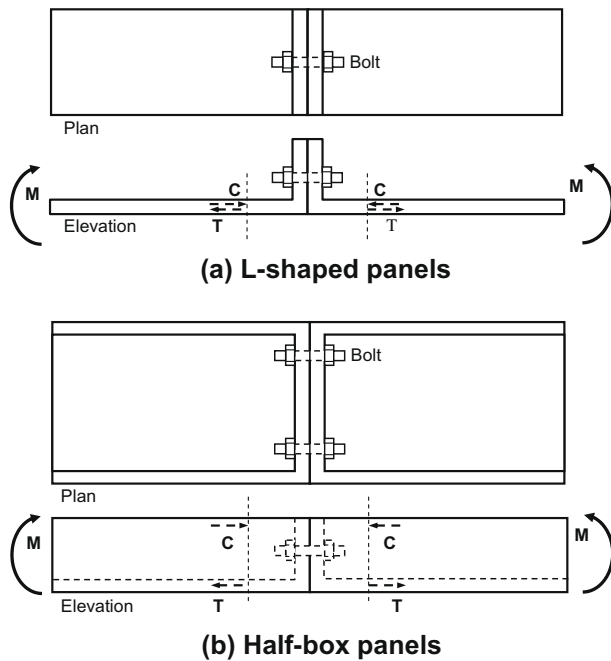 Bolt
Plan
M
C
C
M
T
T
Elevation
(a) L-shaped panels
Bolt
Plan
M
C
C
M
T
T
Elevation
(b) Half-box panels